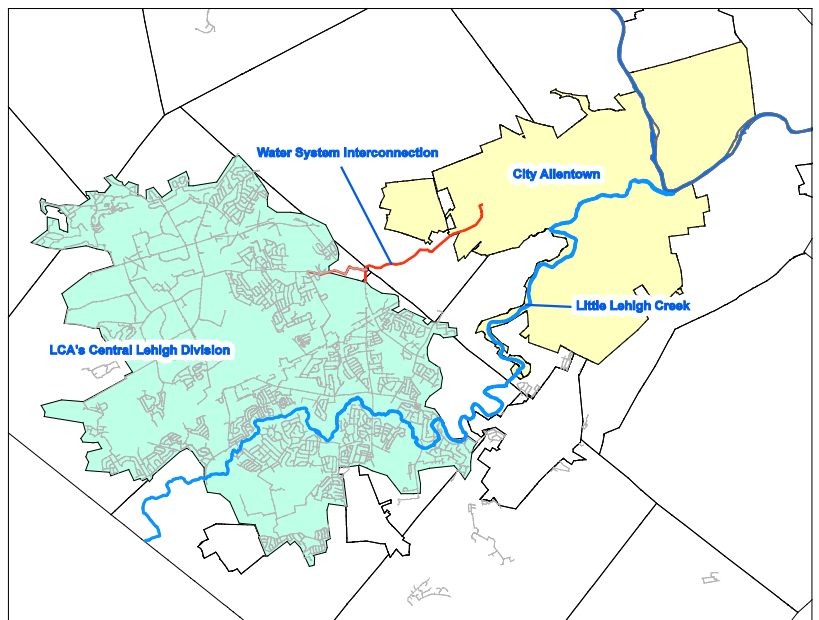 Water System Interconnection
City Allentown
Little Lehigh Creek
LCA's Central Lehigh Division